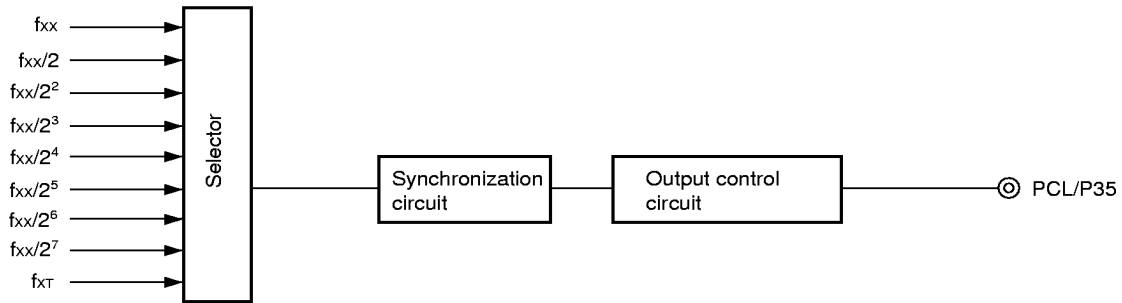 fxx
fxx/2
fxx/2²
fxx/2³
fxx/2⁴
fxx/2⁵
fxx/2⁶
fxx/2⁷
fxT
Selector
Synchronization
circuit
Output control
circuit
PCL/P35